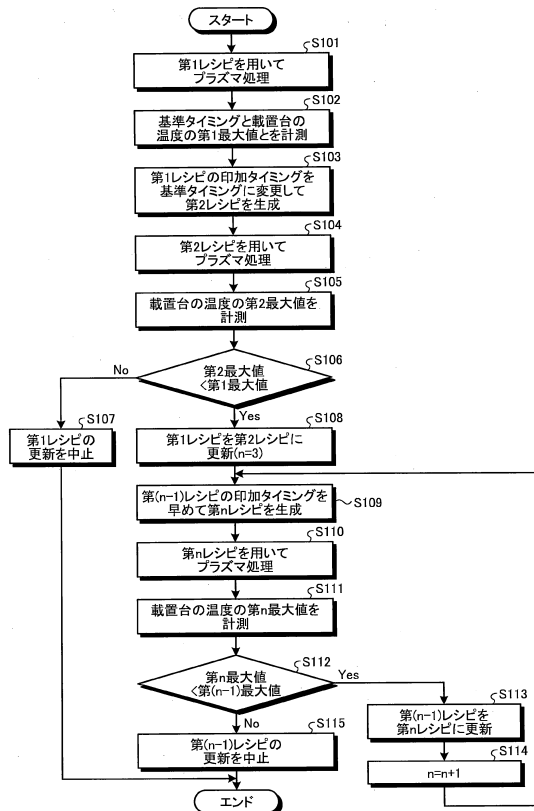 スタート
S101
第1レシピを用いて
プラズマ処理
S102
基準タイミングと載置台の
温度の第1最大値とを計測
S103
第1レシピの印加タイミングを
基準タイミングに変更して
第2レシピを生成
S104
第2レシピを用いて
プラズマ処理
S105
載置台の温度の第2最大値を
計測
S106
第2最大値
<第1最大値
No
Yes
S107
第1レシピの
更新を中止
S108
第1レシピを第2レシピに
更新(n=3)
S109
第(n-1)レシピの印加タイミングを
早めて第nレシピを生成
S110
第nレシピを用いて
プラズマ処理
S111
載置台の温度の第n最大値を
計測
S112
第n最大値
<第(n-1)最大値
Yes
No
S113
第(n-1)レシピを
第nレシピに更新
S114
n=n+1
S115
第(n-1)レシピの
更新を中止
エンド